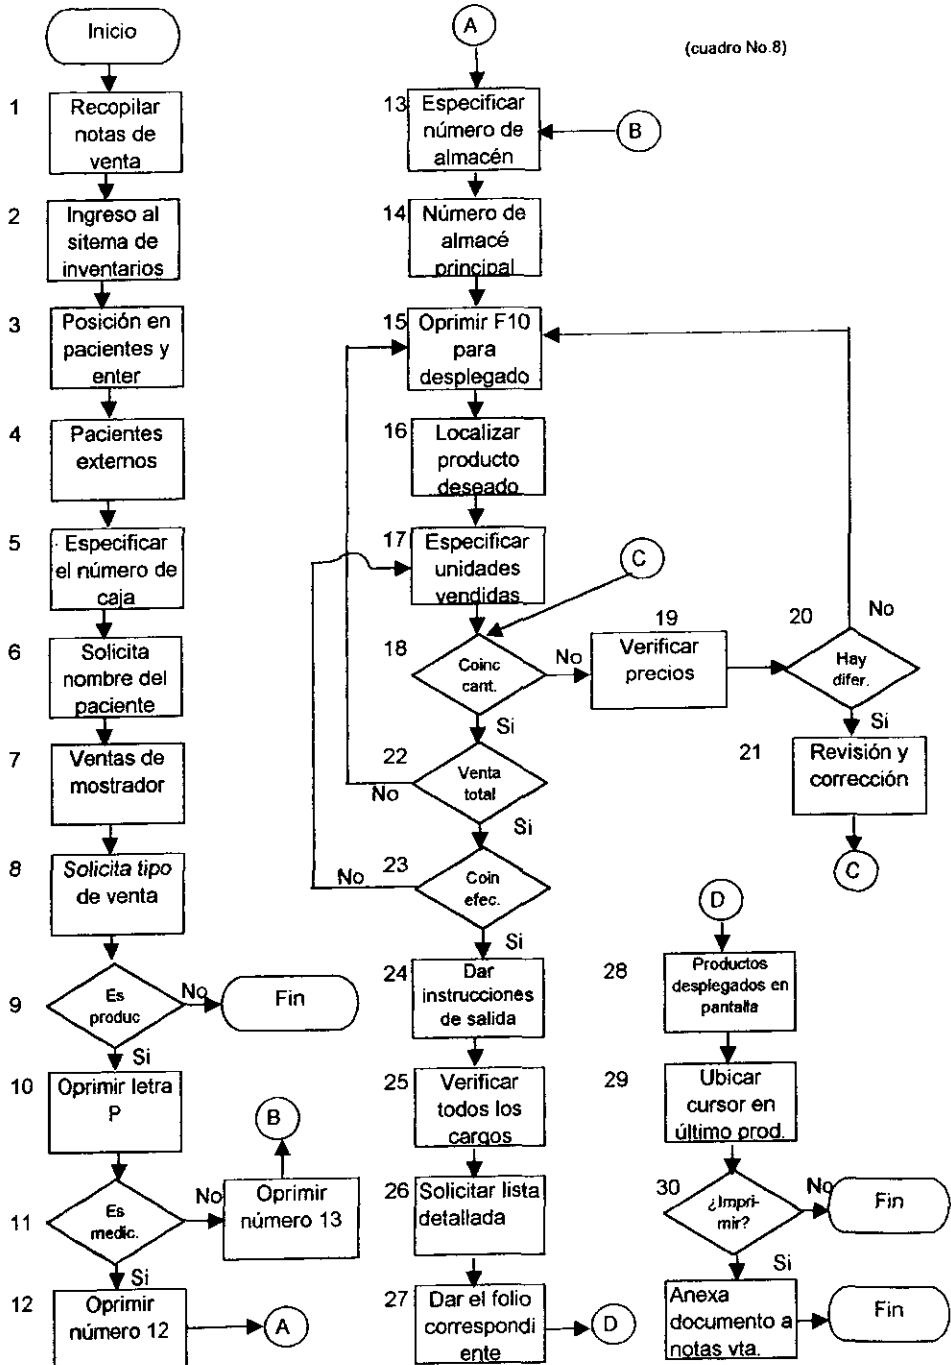 Inicio
1
Recopilar
notas de
venta
2
Ingreso al
sitema de
inventarios
3
Posición en
pacientes y
enter
4
Pacientes
externos
5
Especificar
el número de
caja
6
Solicita
nombre del
paciente
7
Ventas de
mostrador
8
Solicita tipo
de venta
9
Es
produc
No
Fin
Si
10
Oprimir letra
P
11
Es
medic.
No
Oprimir
número 13
B
Si
12
Oprimir
número 12
A
A
(cuadro No.8)
13
Especificar
número de
almacén
B
14
Número de
almacé
principal
15
Oprimir F10
para
desplegado
16
Localizar
producto
deseado
17
Especificar
unidades
vendidas
C
18
Coinc
cant.
No
19
Verificar
precios
20
Hay
difer.
No
Si
21
Revisión y
corrección
C
Si
22
Venta
total
No
Si
23
Coin
efec.
No
Si
24
Dar
instrucciones
de salida
25
Verificar
todos los
cargos
26
Solicitar lista
detallada
27
Dar el folio
correspondi
ente
D
D
28
Productos
desplegados en
pantalla
29
Ubicar
cursor en
último prod.
30
¿Impri-
mir?
No
Fin
Si
Anexa
documento a
notas vta.
Fin